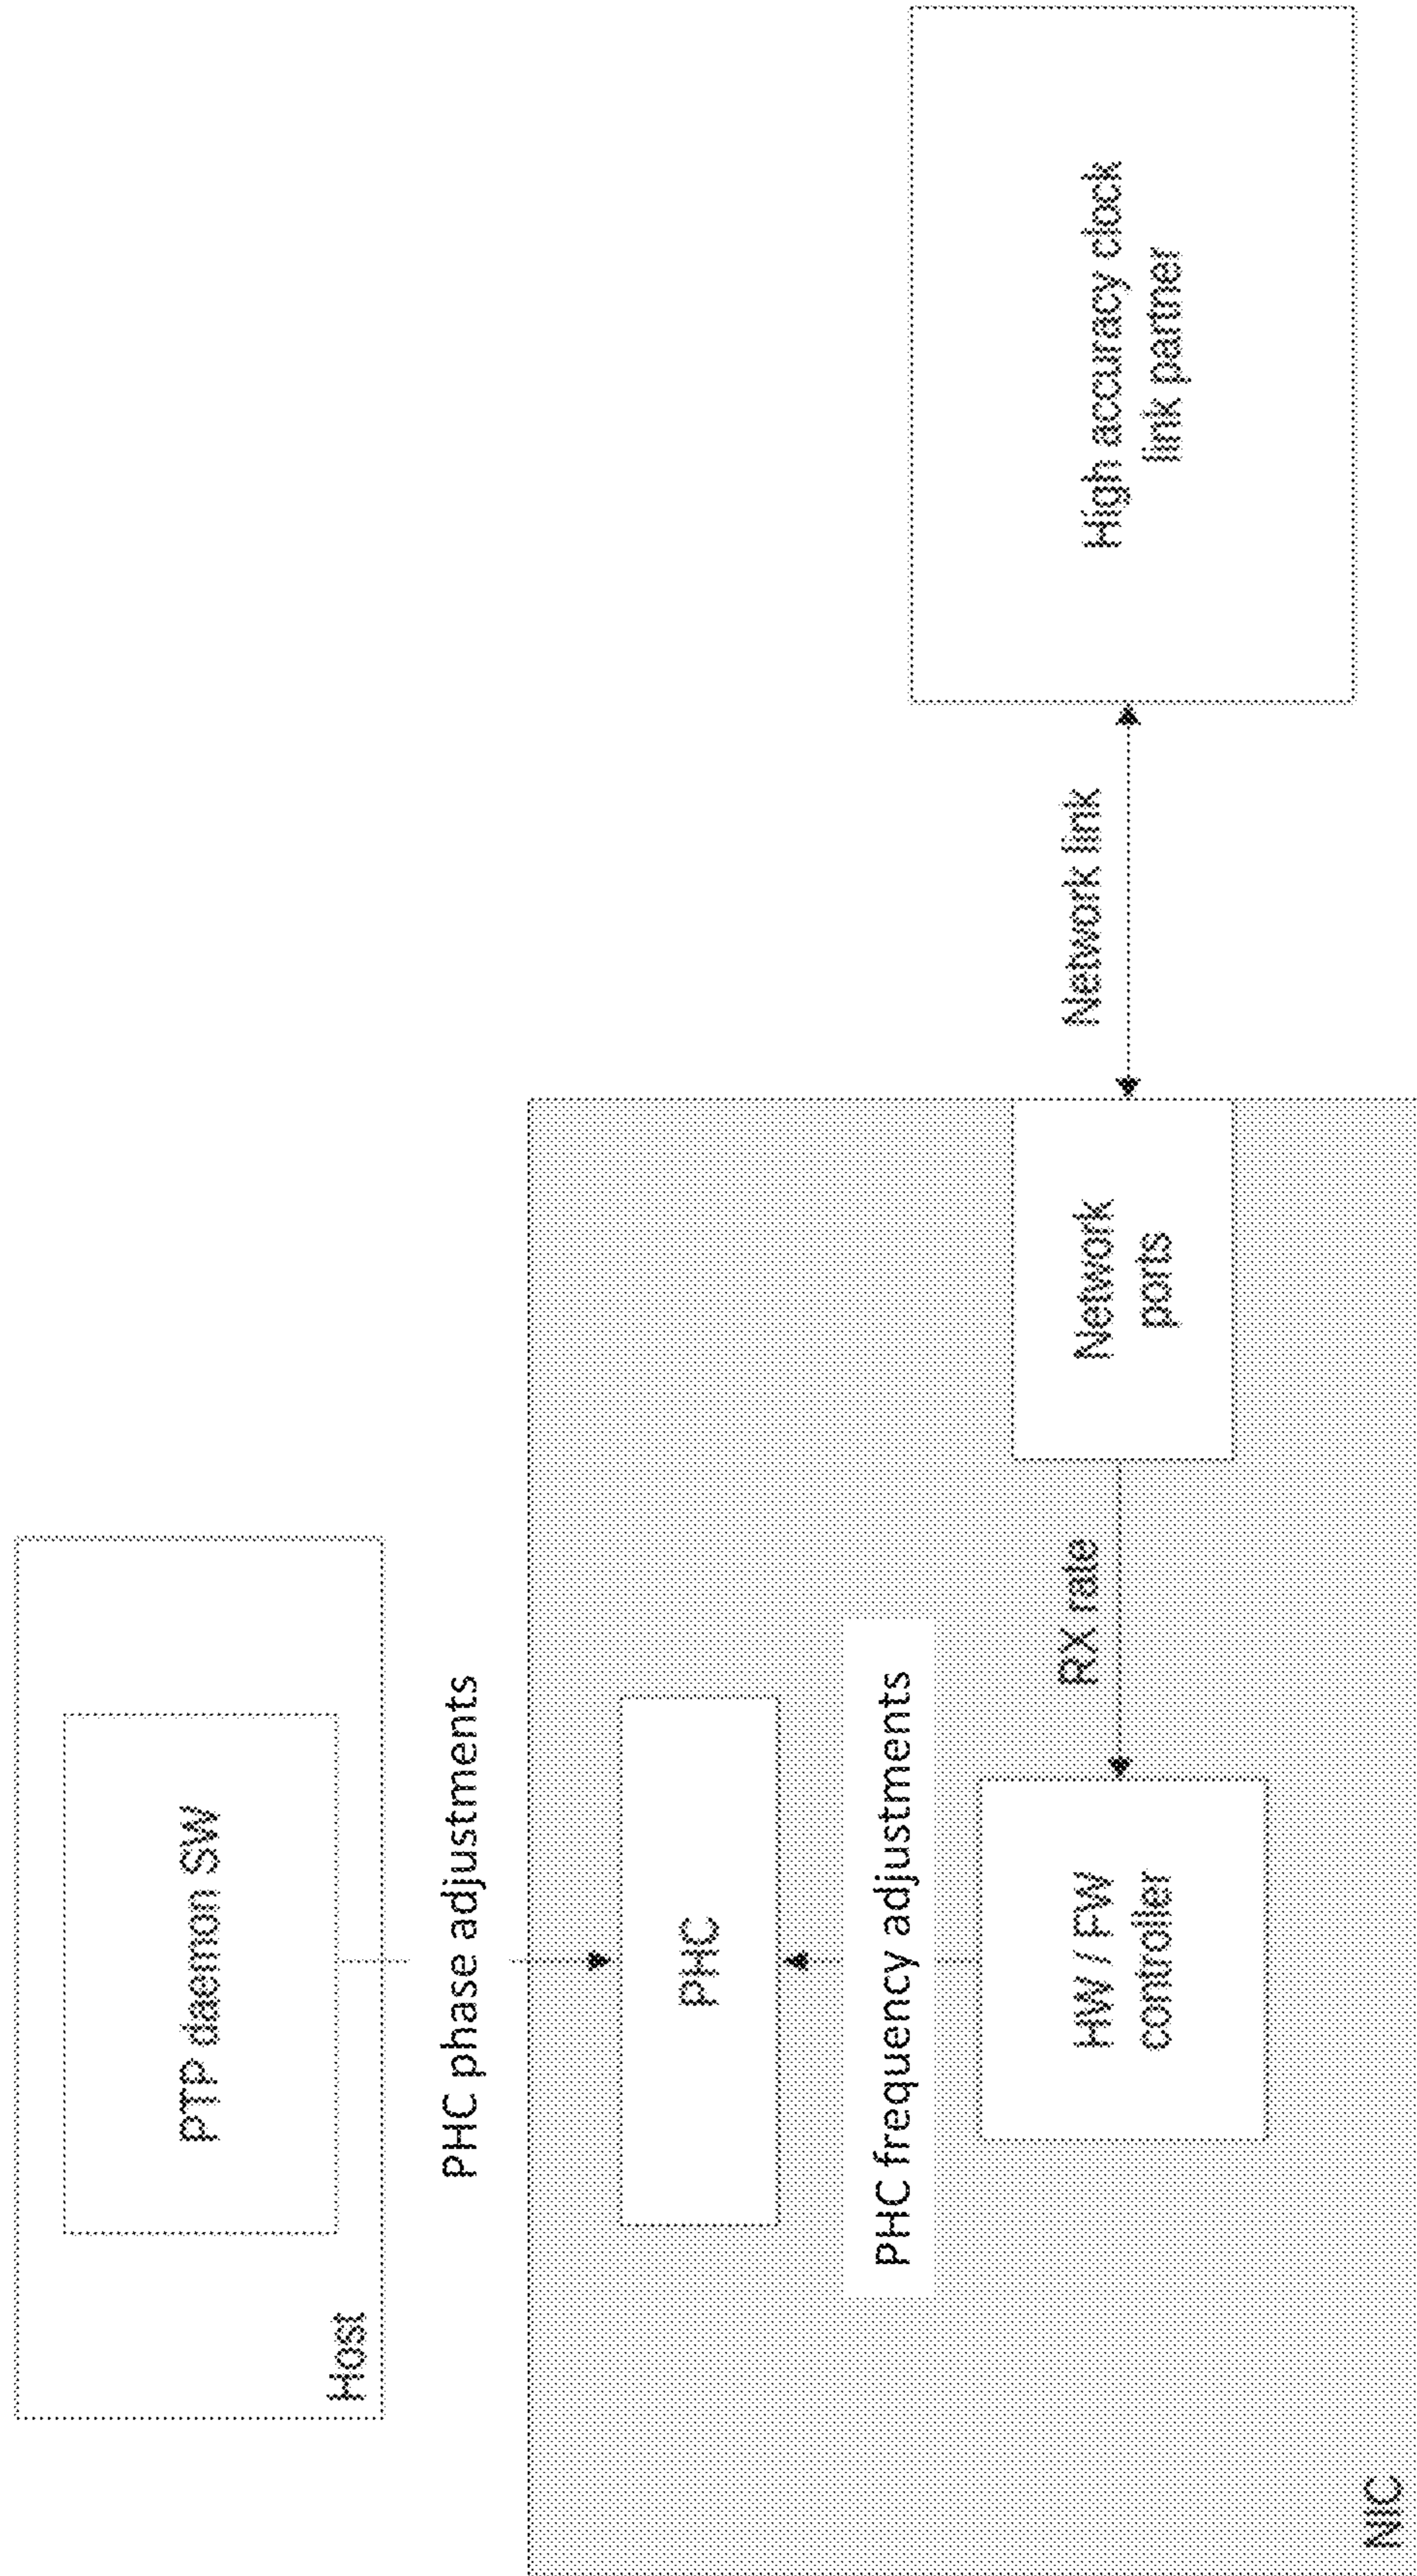 Host
PTP daemon SW
PHC phase adjustments
PHC
PHC frequency adjustments
HW / FW
controller
RX rate
Network
ports
Network link
High accuracy clock
link partner
NIC